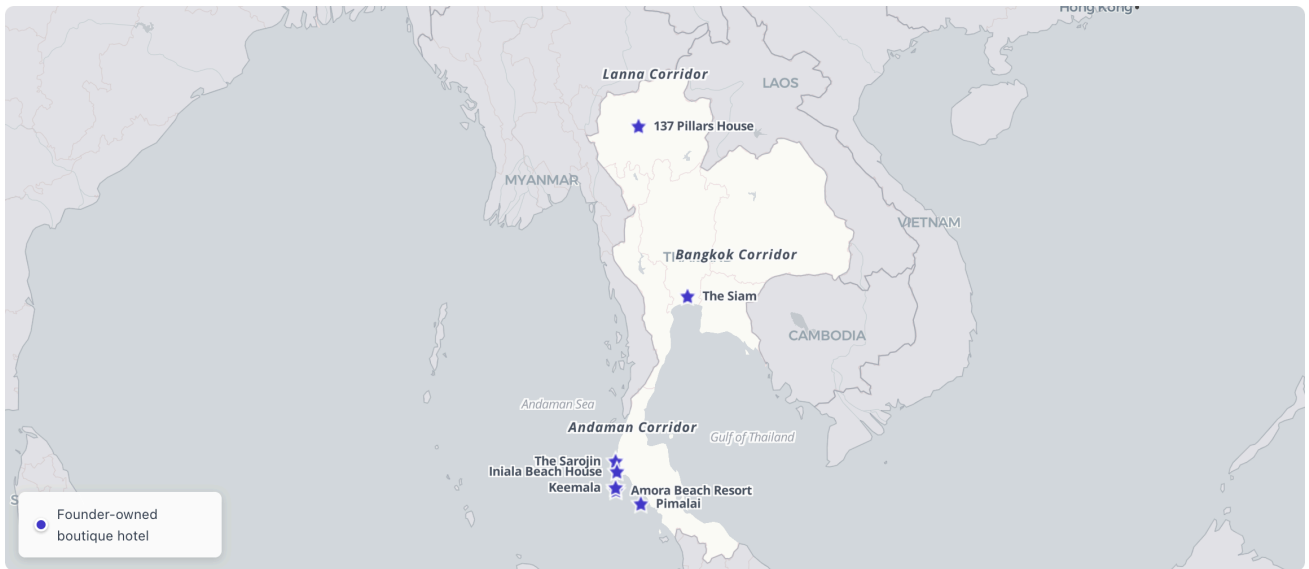 Hong Kong
Lanna Corridor
LAOS
137 Pillars House
MYANMAR
VIETNAM
Bangkok Corridor
The Siam
CAMBODIA
Andaman Sea
Andaman Corridor
Gulf of Thailand
The Sarojin
Iniala Beach House
Keemala
Amora Beach Resort
Pimalai
Founder-owned
boutique hotel